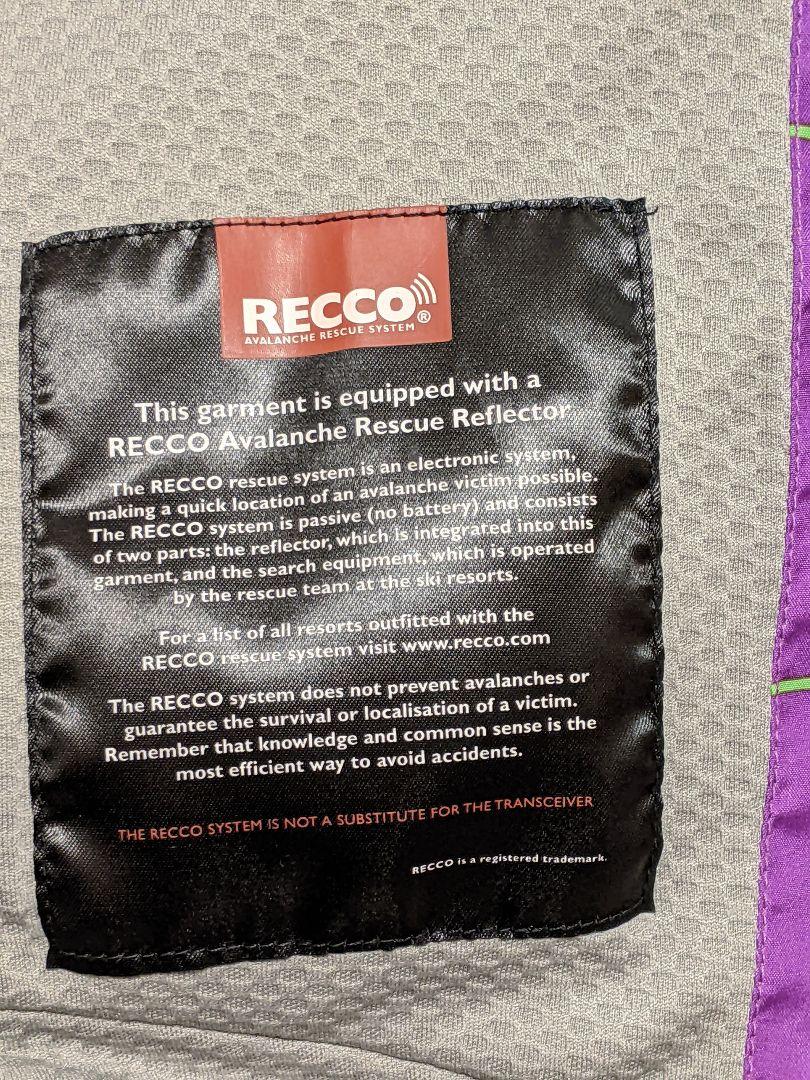 RECCO®
AVALANCHE RESCUE SYSTEM
This garment is equipped with a
RECCO Avalanche Rescue Reflector
The RECCO rescue system is an electronic system,
making a quick location of an avalanche victim possible.
The RECCO system is passive (no battery) and consists
of two parts: the reflector, which is integrated into this
garment, and the search equipment, which is operated
by the rescue team at the ski resorts.
For a list of all resorts outfitted with the
RECCO rescue system visit www.recco.com
The RECCO system does not prevent avalanches or
guarantee the survival or localisation of a victim.
Remember that knowledge and common sense is the
most efficient way to avoid accidents.
THE RECCO SYSTEM IS NOT A SUBSTITUTE FOR THE TRANSCEIVER
RECCO is a registered trademark.